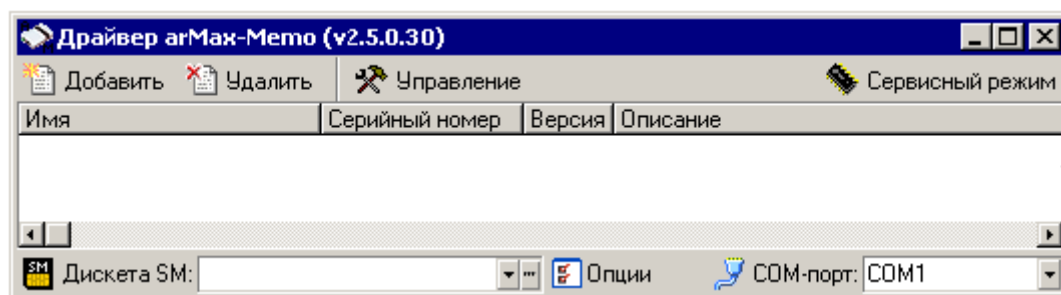 Драйвер arMax-Memo (v2.5.0.30)
Добавить Удалить Управление Сервисный режим
Имя Серийный номер Версия Описание
SM Дискета SM: ... Опции COM-порт: COM1